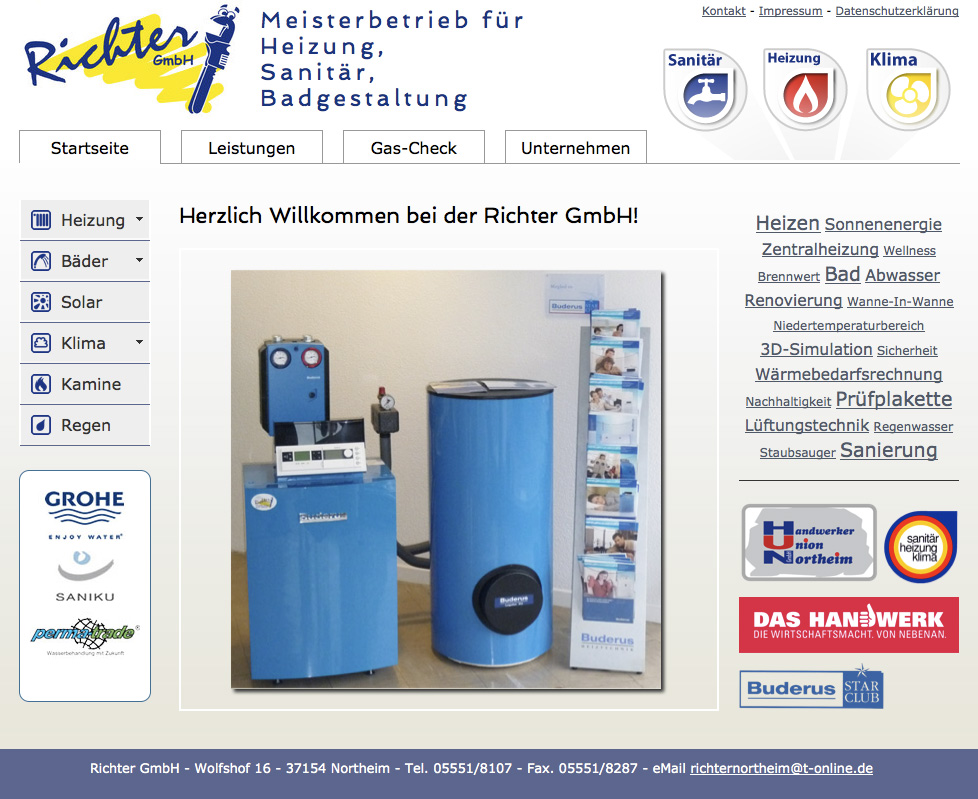 Kontakt - Impressum - Datenschutzerklärung
Richter
GmbH
Meisterbetrieb für
Heizung,
Sanitär,
Badgestaltung
Sanitär
Heizung
Klima
Startseite
Leistungen
Gas-Check
Unternehmen
Heizung
Bäder
Solar
Klima
Kamine
Regen
GROHE
ENJOY WATER®
SANIKU
perma-trade®
Wasserbehandlung mit Zukunft
Herzlich Willkommen bei der Richter GmbH!
Buderus
Buderus
Buderus
Buderus
HEIZTECHNIK
Heizen Sonnenenergie
Zentralheizung Wellness
Brennwert Bad Abwasser
Renovierung Wanne-In-Wanne
Niedertemperaturbereich
3D-Simulation Sicherheit
Wärmebedarfsrechnung
Nachhaltigkeit Prüfplakette
Lüftungstechnik Regenwasser
Staubsauger Sanierung
Handwerker
Union
Northeim
sanitär
heizung
klima
DAS HANDWERK
DIE WIRTSCHAFTSMACHT. VON NEBENAN.
Buderus STAR
CLUB
Richter GmbH - Wolfshof 16 - 37154 Northeim - Tel. 05551/8107 - Fax. 05551/8287 - eMail richternortheim@t-online.de